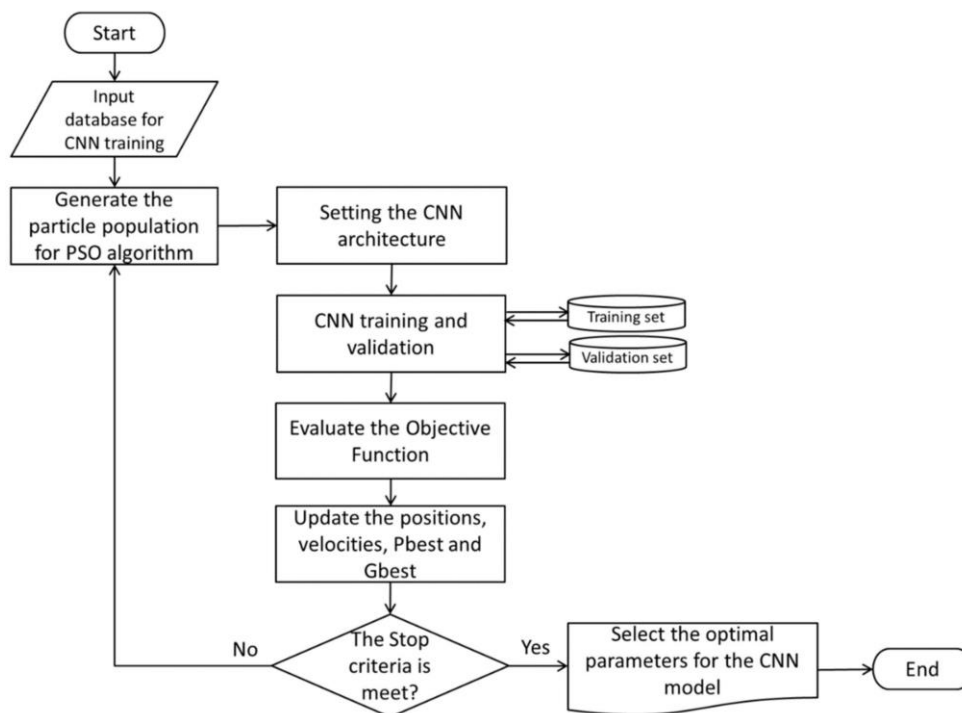 Start
Input
database for
CNN training
Generate the
particle population
for PSO algorithm
Setting the CNN
architecture
CNN training and
validation
Training set
Validation set
Evaluate the Objective
Function
Update the positions,
velocities, Pbest and
Gbest
The Stop
criteria is
meet?
No
Yes
Select the optimal
parameters for the CNN
model
End